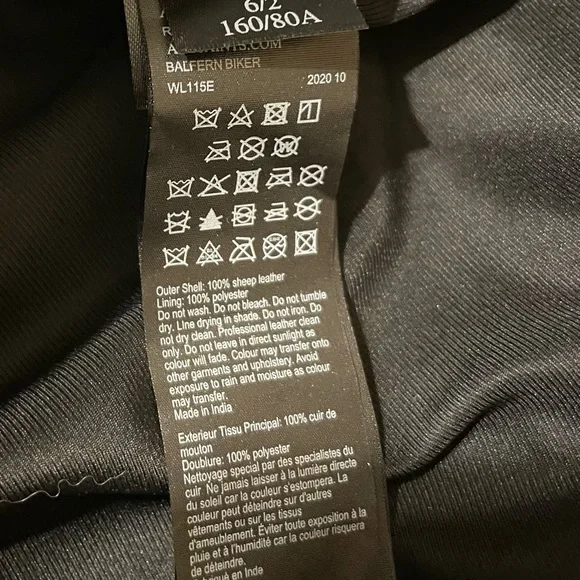 6/2
160/80A
BALFERN BIKER
WL115E 2020 10
Outer Shell: 100% sheep leather
Lining: 100% polyester
Do not wash. Do not bleach. Do not tumble
dry. Line drying in shade. Do not iron. Do
not dry clean. Professional leather clean
only. Do not leave in direct sunlight as
colour will fade. Colour may transfer onto
other garments and upholstery. Avoid
exposure to rain and moisture as colour
may transfer.
Made in India
Exterieur Tissu Principal: 100% cuir de
mouton
Doublure: 100% polyester
Nettoyage special par des specialistes du
cuir. Ne jamais laisser à la lumière directe
du soleil car la couleur s'estompera. La
couleur peut déteindre sur d'autres
vêtements ou sur les tissus
d'ameublement. Éviter toute exposition à la
pluie et à l'humidité car la couleur risquera
de transférer.
en Inde